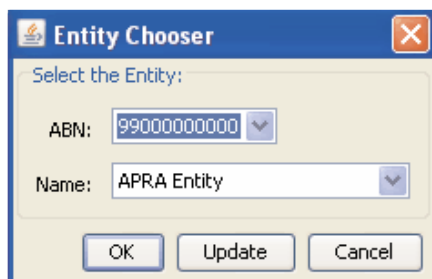 Entity Chooser
Select the Entity:
ABN: 99000000000
Name: APRA Entity
OK Update Cancel